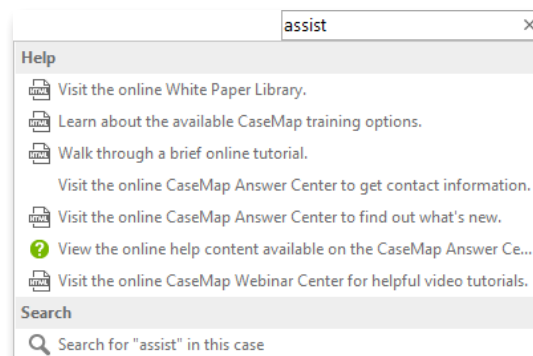 assist
Help
Visit the online White Paper Library.
Learn about the available CaseMap training options.
Walk through a brief online tutorial.
Visit the online CaseMap Answer Center to get contact information.
Visit the online CaseMap Answer Center to find out what's new.
View the online help content available on the CaseMap Answer Ce...
Visit the online CaseMap Webinar Center for helpful video tutorials.
Search
Search for "assist" in this case